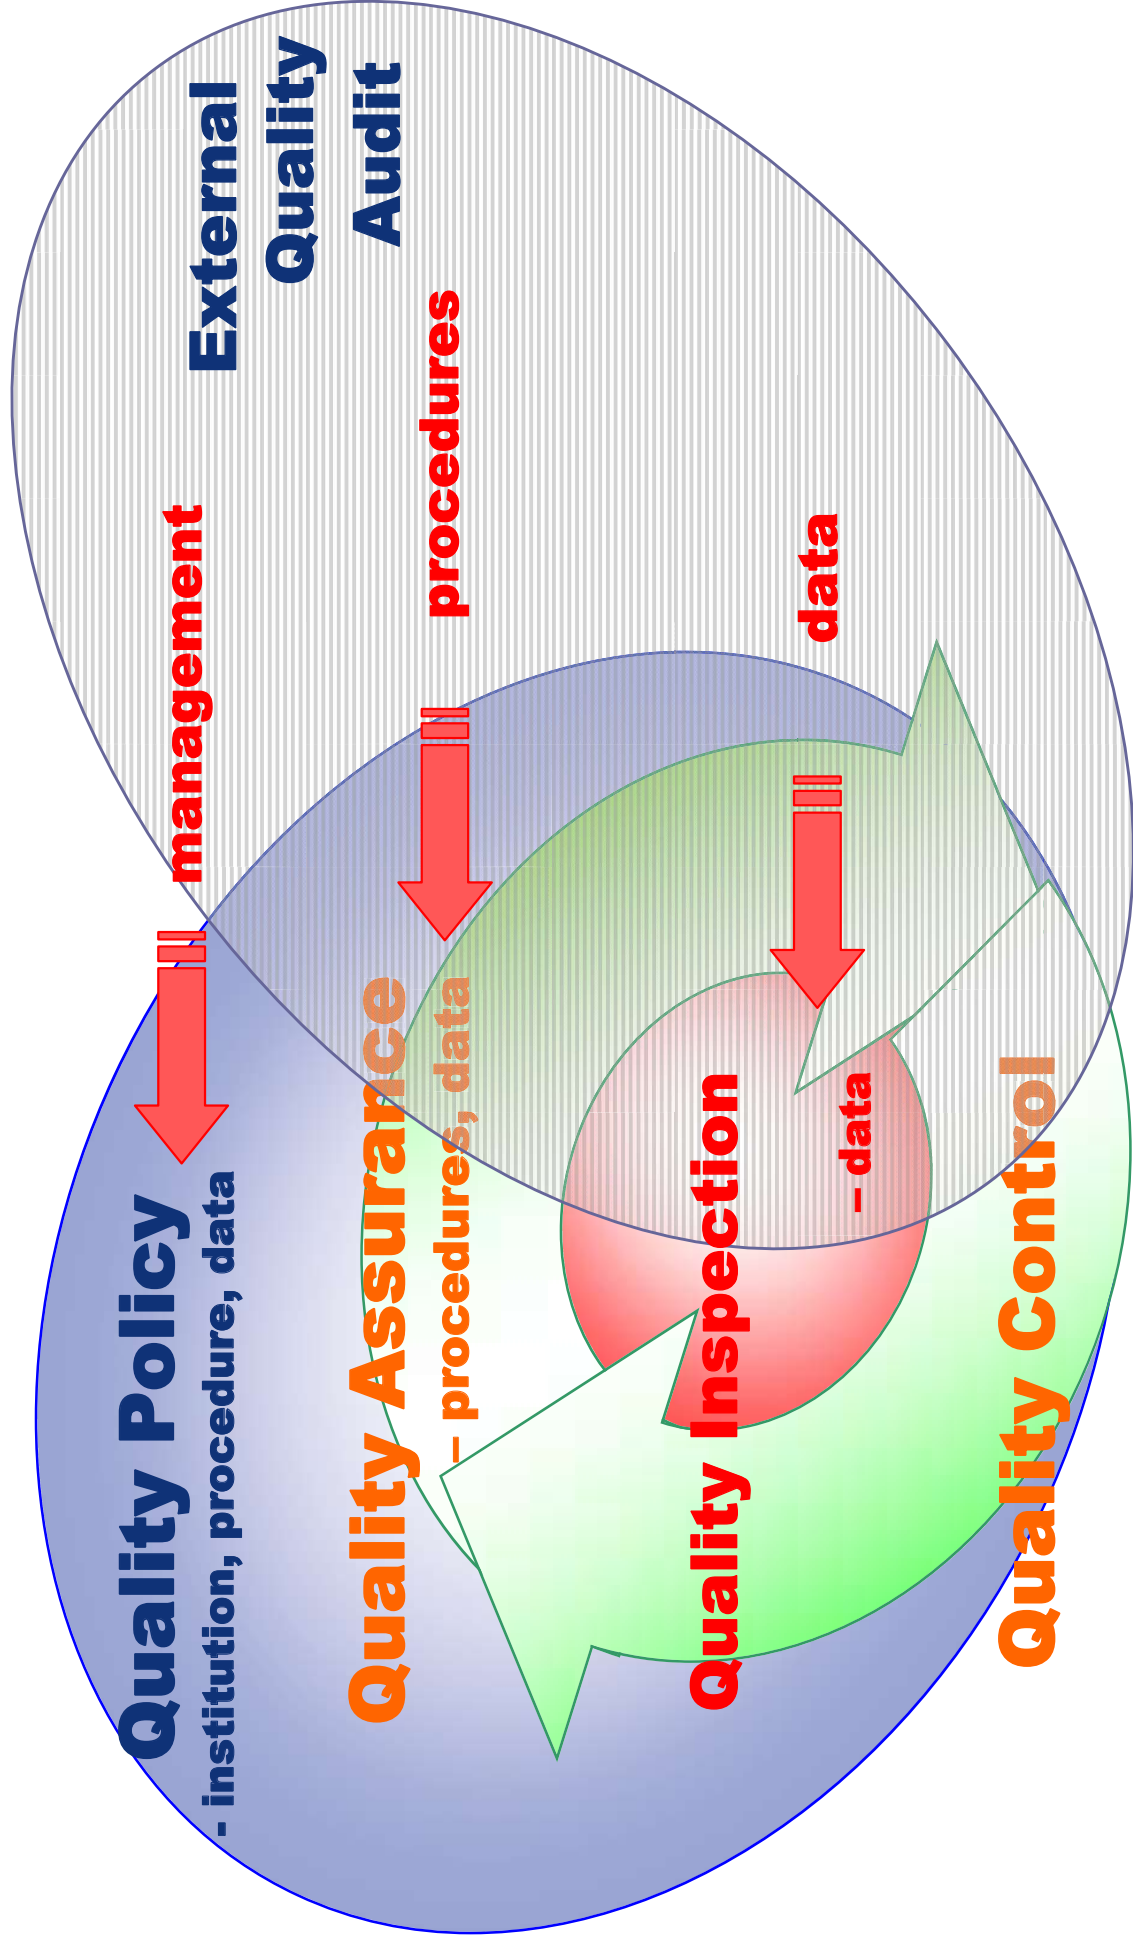 Quality Policy
- institution, procedure, data
management
External
Quality
Audit
Quality Assurance
– procedures, data
procedures
Quality Inspection
– data
data
Quality Control